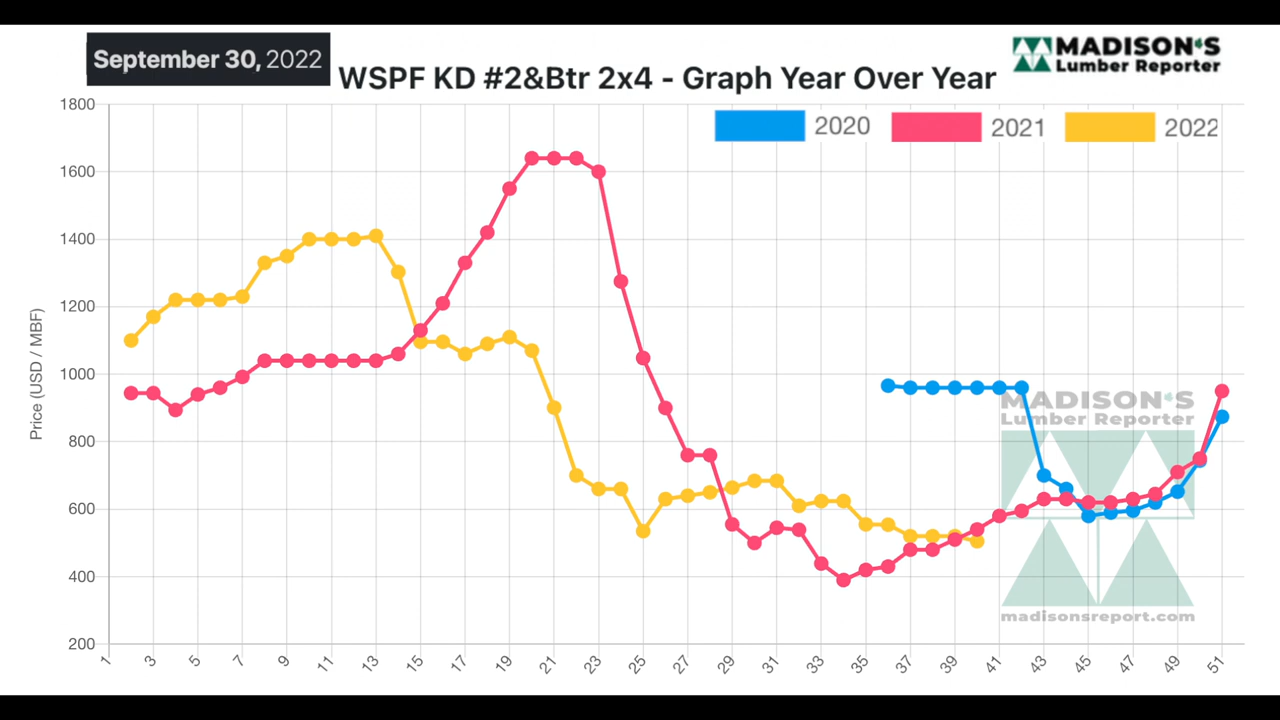 September 30, 2022
WSPF KD #2&Btr 2x4 - Graph Year Over Year
MADISON'S
Lumber Reporter
2020 2021 2022
Price (USD / MBF)
1800
1600
1400
1200
1000
800
600
400
200
MADISON'S
Lumber Reporter
madisonsreport.com
1 3 5 7 9 11 13 15 17 19 21 23 25 27 29 31 33 35 37 39 41 43 45 47 49 51